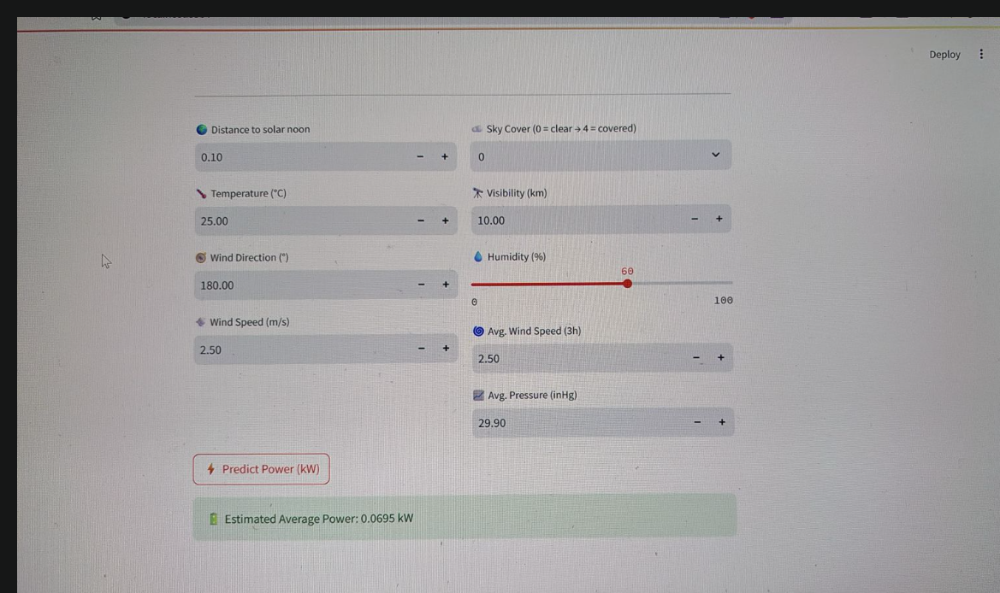 Deploy
Distance to solar noon
0.10
Sky Cover (0 = clear → 4 = covered)
0
Temperature (°C)
25.00
Visibility (km)
10.00
Wind Direction (°)
180.00
Humidity (%)
60
0
100
Wind Speed (m/s)
2.50
Avg. Wind Speed (3h)
2.50
Avg. Pressure (inHg)
29.90
Predict Power (kW)
Estimated Average Power: 0.0695 kW